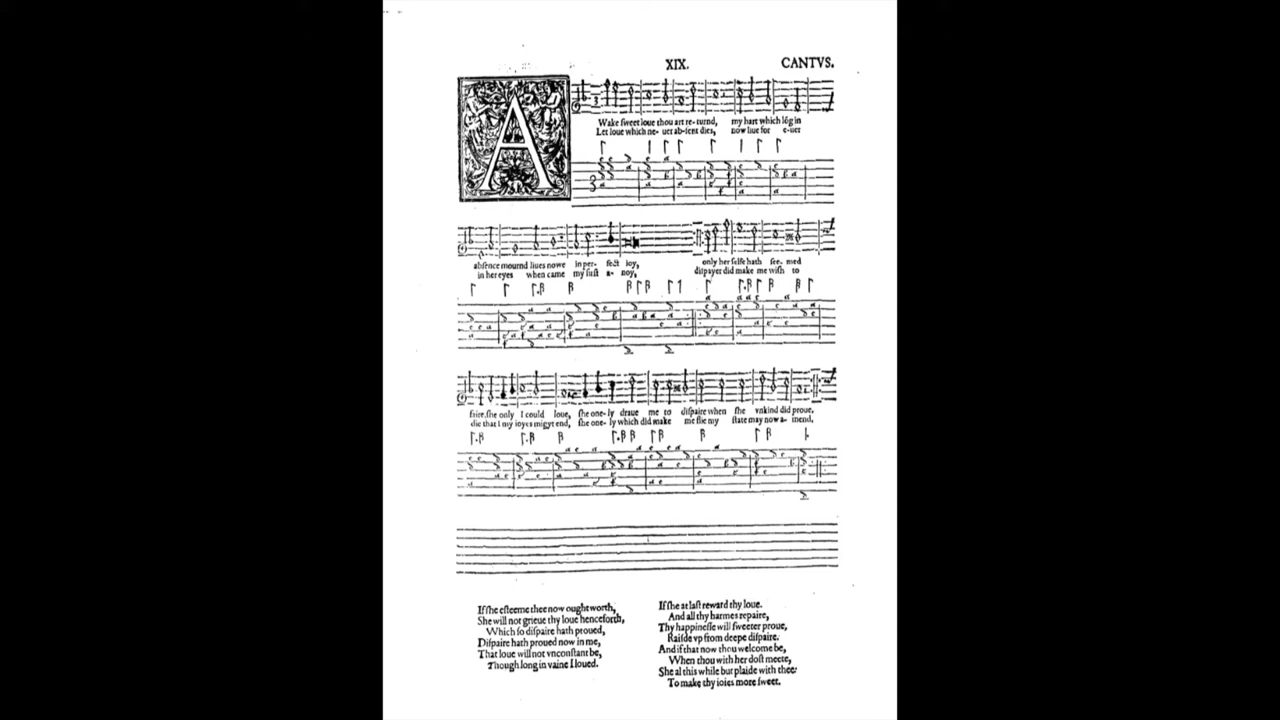 XIX.
CANTVS.
AWake sweet loue thou art re-turnd, my hart which lōg in
Let loue which ne-uer ab-sent dies, now liue for e-uer
absence mournd liues nowe in per-fect ioy,
in her eyes when came my first a-noy,
only her selfe hath see-med
dispayer did make me wish to
faire. she only I could loue, she one-ly draue me to dispaire when she vnkind did proue.
die that I my ioyes migyt end, she one-ly which did make me flie my state may now a-mend,
If she esteeme thee now ought worth,
She will not grieue thy loue henceforth,
Which so dispaire hath proued,
Dispaire hath proued now in me,
That loue will not vnconstant be,
Though long in vaine I loued.
If she at last reward thy loue.
And all thy harmes repaire,
Thy happinesse will sweeter proue,
Raisde vp from deepe dispaire.
And if that now thou welcome be,
When thou with her dost meete,
She al this while but plaide with thee
To make thy ioies more sweet.